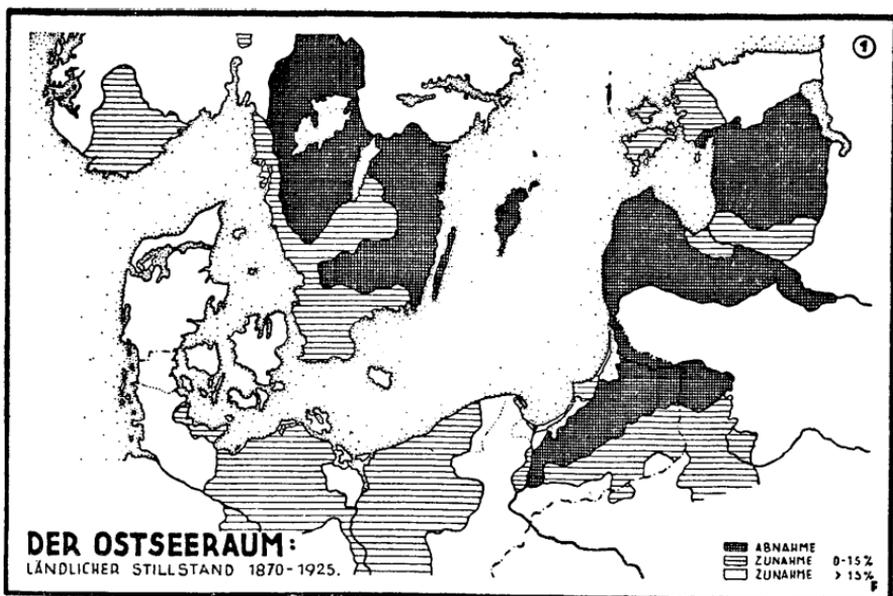 1
DER OSTSEERAUM:
LÄNDLICHER STILLSTAND 1870-1925.
ABNAHME
ZUNAHME 0-15%
ZUNAHME > 15%
F